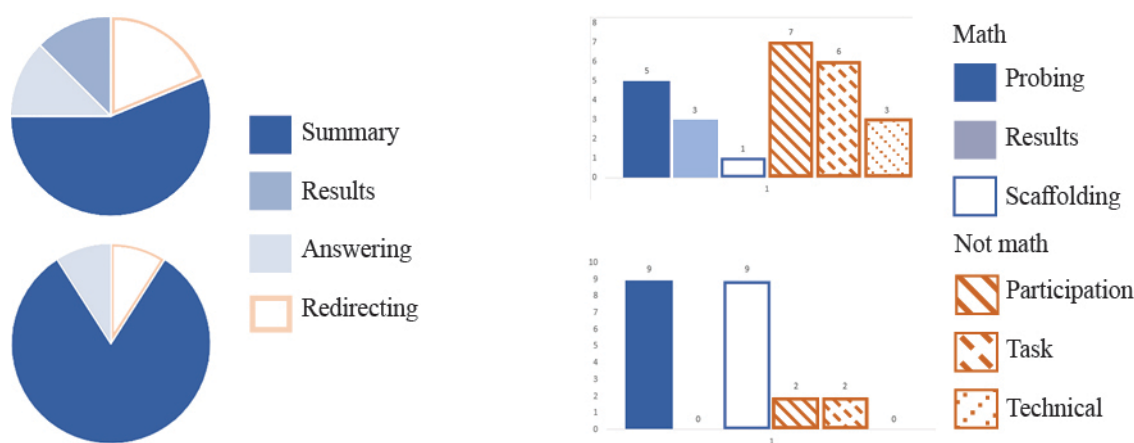 Summary
Results
Answering
Redirecting
8
7
6
5
4
3
2
1
0
5
3
1
7
6
3
1
Math
Probing
Results
Scaffolding
Not math
Participation
Task
Technical
10
9
8
7
6
5
4
3
2
1
0
9
0
9
2
2
0
1